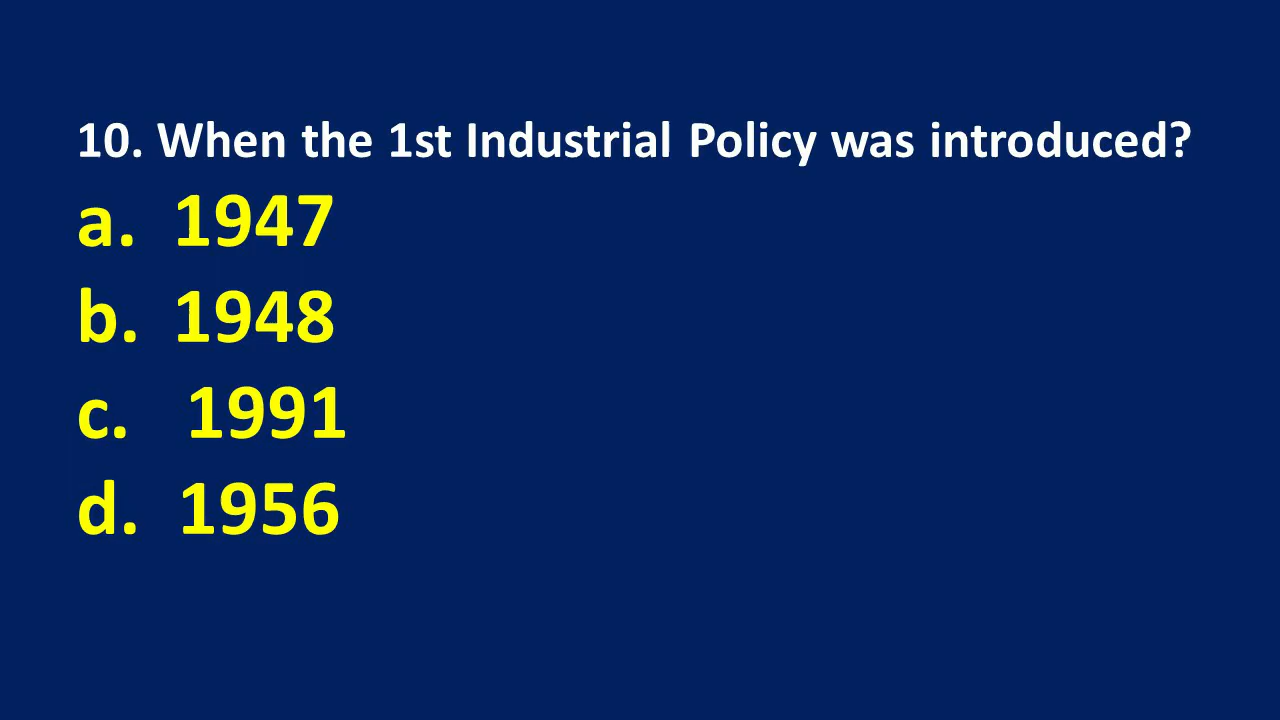 10. When the 1st Industrial Policy was introduced?
a. 1947
b. 1948
c. 1991
d. 1956